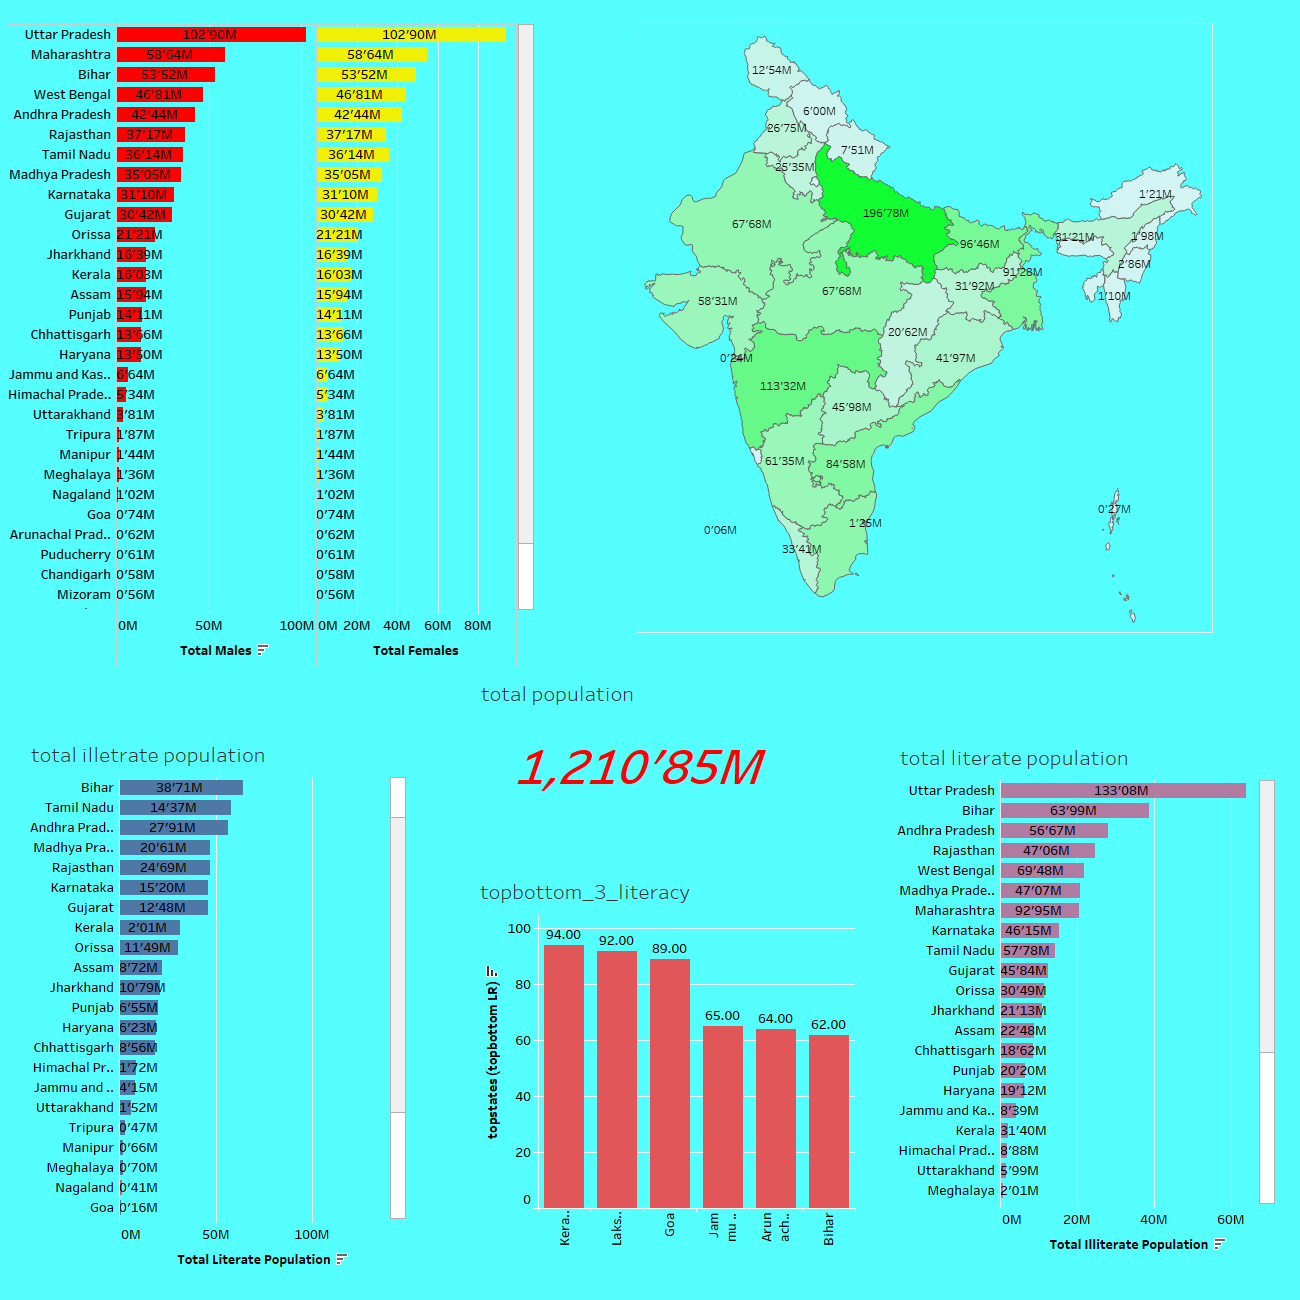 Uttar Pradesh 102’90M 102’90M
Maharashtra 58’64M 58’64M
Bihar 53’52M 53’52M
West Bengal 46’81M 46’81M
Andhra Pradesh 42’44M 42’44M
Rajasthan 37’17M 37’17M
Tamil Nadu 36’14M 36’14M
Madhya Pradesh 35’05M 35’05M
Karnataka 31’10M 31’10M
Gujarat 30’42M 30’42M
Orissa 21’21M 21’21M
Jharkhand 16’39M 16’39M
Kerala 16’03M 16’03M
Assam 15’94M 15’94M
Punjab 14’11M 14’11M
Chhattisgarh 13’66M 13’66M
Haryana 13’50M 13’50M
Jammu and Kas.. 6’64M 6’64M
Himachal Prade.. 5’34M 5’34M
Uttarakhand 3’81M 3’81M
Tripura 1’87M 1’87M
Manipur 1’44M 1’44M
Meghalaya 1’36M 1’36M
Nagaland 1’02M 1’02M
Goa 0’74M 0’74M
Arunachal Prad.. 0’62M 0’62M
Puducherry 0’61M 0’61M
Chandigarh 0’58M 0’58M
Mizoram 0’56M 0’56M
0M 50M 100M 0M 20M 40M 60M 80M
Total Males Total Females
12’54M
6’00M
26’75M
7’51M
25’35M
1’21M
196’78M
67’68M
31’21M
1’98M
96’46M
2’86M
91’28M
31’92M
67’68M
1’10M
58’31M
20’62M
0’24M
41’97M
113’32M
45’98M
61’35M
84’58M
0’27M
1’25M
0’06M
33’41M
total population
1,210’85M
total illetrate population
Bihar 38’71M
Tamil Nadu 14’37M
Andhra Prad.. 27’91M
Madhya Pra.. 20’61M
Rajasthan 24’69M
Karnataka 15’20M
Gujarat 12’48M
Kerala 2’01M
Orissa 11’49M
Assam 8’72M
Jharkhand 10’79M
Punjab 6’55M
Haryana 6’23M
Chhattisgarh 8’56M
Himachal Pr.. 1’72M
Jammu and .. 4’15M
Uttarakhand 1’52M
Tripura 0’47M
Manipur 0’66M
Meghalaya 0’70M
Nagaland 0’41M
Goa 0’16M
0M 50M 100M
Total Literate Population
topbottom_3_literacy
topstates (topbottom LR)
100
80
60
40
20
0
94.00 92.00 89.00 65.00 64.00 62.00
Kera..
Laks..
Goa
Jam
mu ..
Arun
ach..
Bihar
total literate population
Uttar Pradesh 133’08M
Bihar 63’99M
Andhra Pradesh 56’67M
Rajasthan 47’06M
West Bengal 69’48M
Madhya Prade.. 47’07M
Maharashtra 92’95M
Karnataka 46’15M
Tamil Nadu 57’78M
Gujarat 45’84M
Orissa 30’49M
Jharkhand 21’13M
Assam 22’48M
Chhattisgarh 18’62M
Punjab 20’20M
Haryana 19’12M
Jammu and Ka.. 8’39M
Kerala 31’40M
Himachal Prad.. 8’88M
Uttarakhand 5’99M
Meghalaya 2’01M
0M 20M 40M 60M
Total Illiterate Population